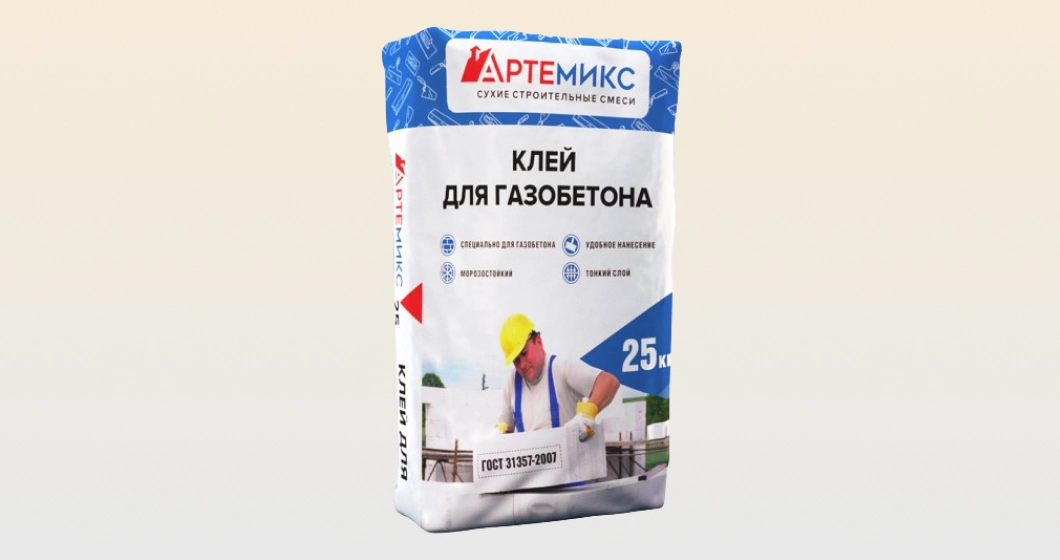 АРТЕМИКС
СУХИЕ СТРОИТЕЛЬНЫЕ СМЕСИ
КЛЕЙ
ДЛЯ ГАЗОБЕТОНА
СПЕЦИАЛЬНО ДЛЯ ГАЗОБЕТОНА
УДОБНОЕ НАНЕСЕНИЕ
МОРОЗОСТОЙКИЙ
ТОНКИЙ СЛОЙ
25 кг
ГОСТ 31357-2007
АРТЕМИКС
КЛЕЙ ДЛЯ